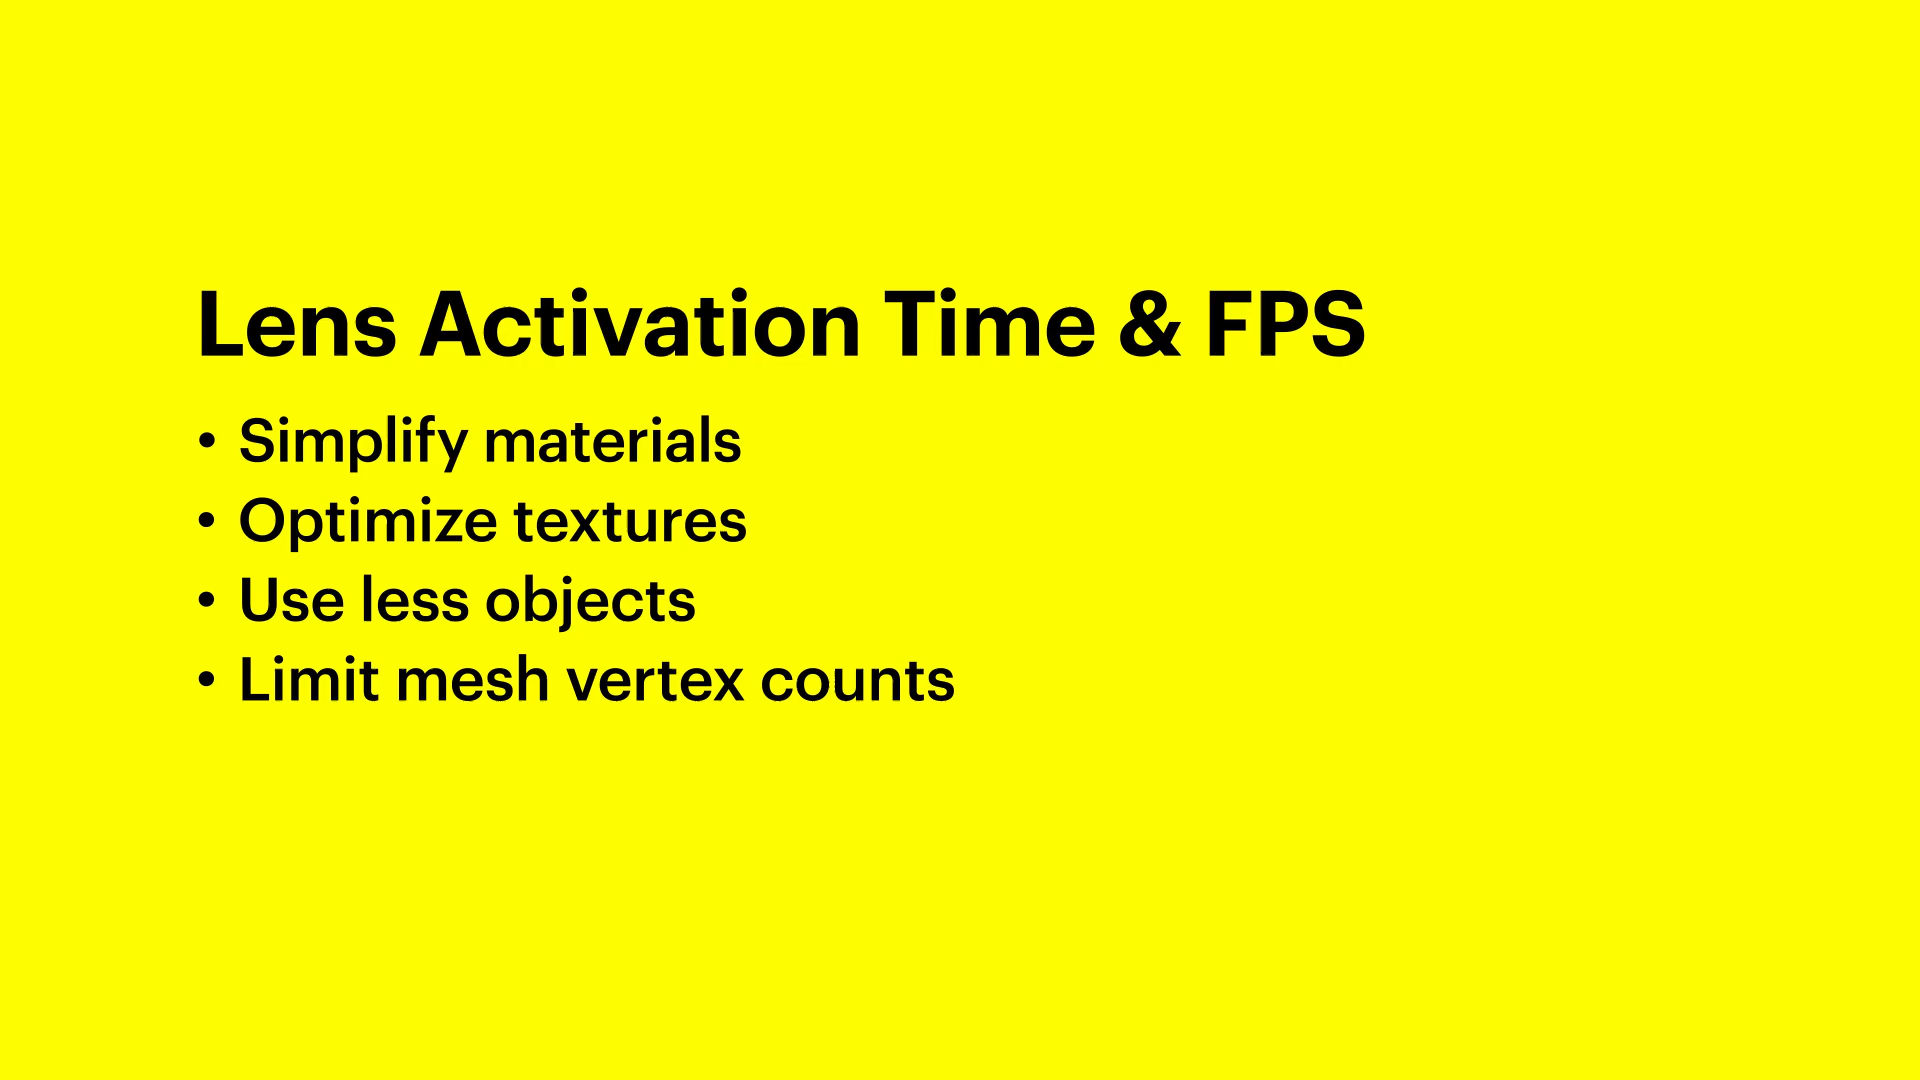 Lens Activation Time & FPS
• Simplify materials
• Optimize textures
• Use less objects
• Limit mesh vertex counts